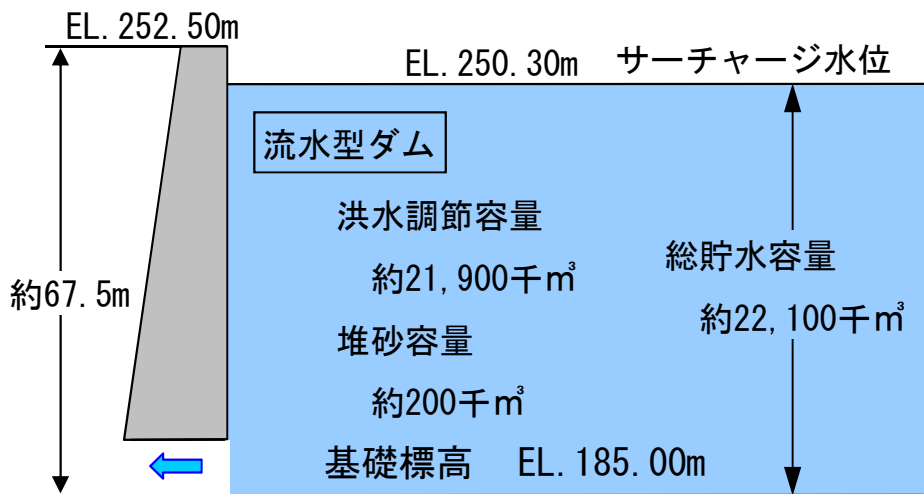 EL.252.50m
EL.250.30m サーチャージ水位
流水型ダム
洪水調節容量
約21,900千㎥
総貯水容量
約22,100千㎥
約67.5m
堆砂容量
約200千㎥
基礎標高 EL.185.00m